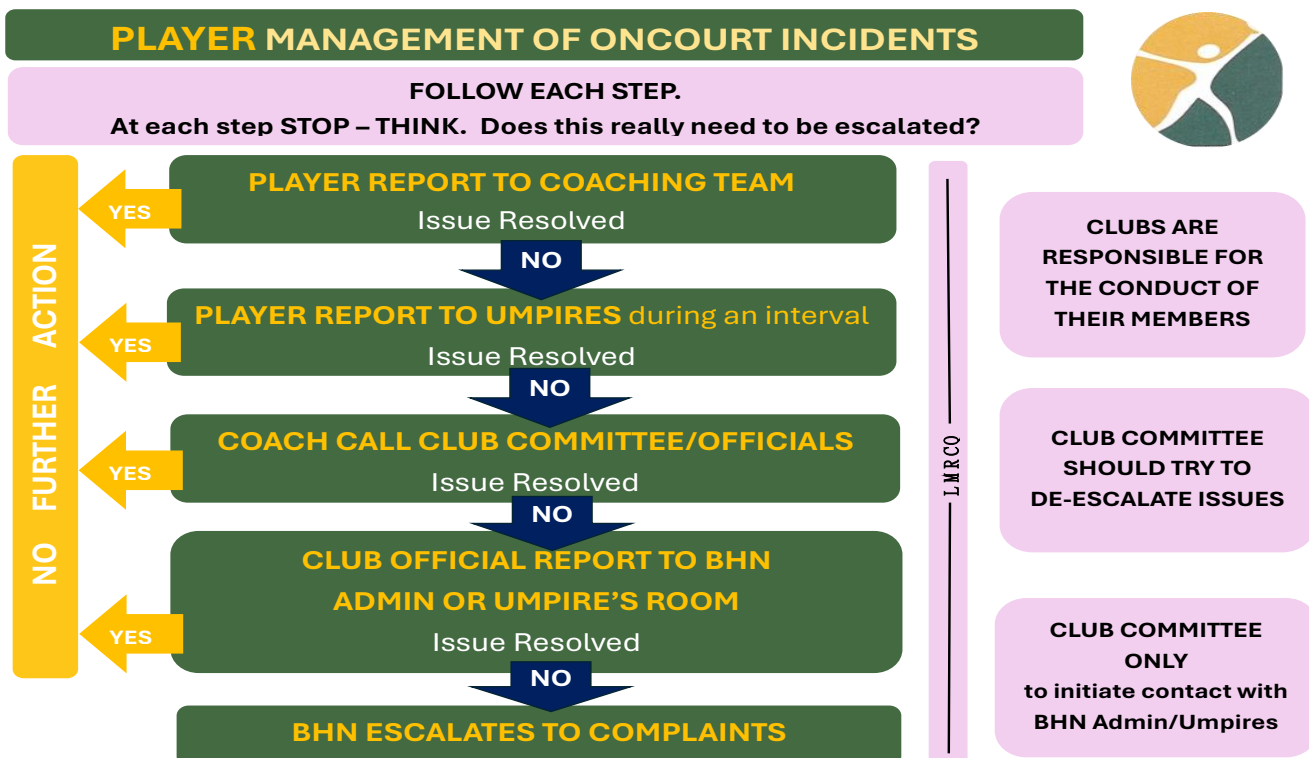 PLAYER MANAGEMENT OF ONCOURT INCIDENTS
FOLLOW EACH STEP.
At each step STOP – THINK. Does this really need to be escalated?
NO FURTHER ACTION
PLAYER REPORT TO COACHING TEAM
Issue Resolved
YES
NO
PLAYER REPORT TO UMPIRES during an interval
Issue Resolved
YES
NO
COACH CALL CLUB COMMITTEE/OFFICIALS
Issue Resolved
YES
NO
CLUB OFFICIAL REPORT TO BHN
ADMIN OR UMPIRE’S ROOM
Issue Resolved
YES
NO
BHN ESCALATES TO COMPLAINTS
LMRCQ
CLUBS ARE
RESPONSIBLE FOR
THE CONDUCT OF
THEIR MEMBERS
CLUB COMMITTEE
SHOULD TRY TO
DE-ESCALATE ISSUES
CLUB COMMITTEE
ONLY
to initiate contact with
BHN Admin/Umpires